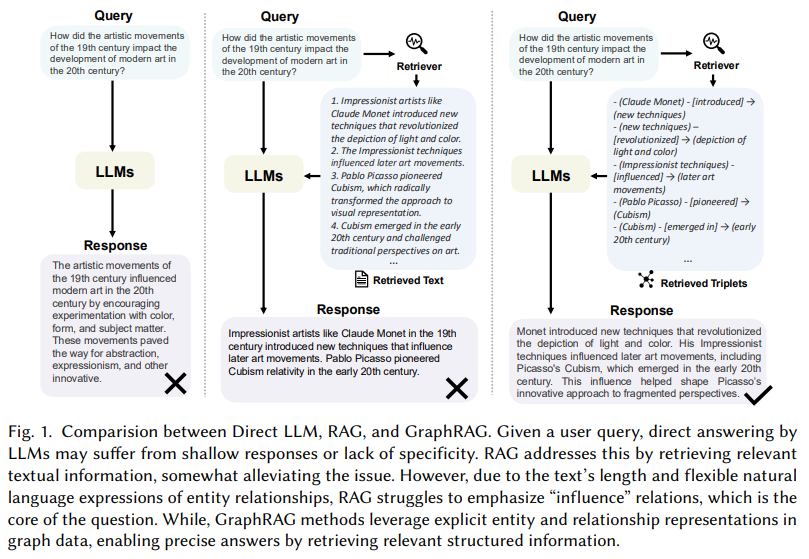 Query
How did the artistic movements
of the 19th century impact the
development of modern art in
the 20th century?
LLMs
Response
The artistic movements of
the 19th century influenced
modern art in the 20th
century by encouraging
experimentation with color,
form, and subject matter.
These movements paved
the way for abstraction,
expressionism, and other
innovative.
Query
How did the artistic movements
of the 19th century impact the
development of modern art in
the 20th century?
Retriever
1. Impressionist artists like
Claude Monet introduced new
techniques that revolutionized
the depiction of light and color.
2. The Impressionist techniques
influenced later art movements.
3. Pablo Picasso pioneered
Cubism, which radically
transformed the approach to
visual representation.
4. Cubism emerged in the early
20th century and challenged
traditional perspectives on art.
...
LLMs
Retrieved Text
Response
Impressionist artists like Claude Monet in the 19th
century introduced new techniques that influence
later art movements. Pablo Picasso pioneered
Cubism relativity in the early 20th century.
Query
How did the artistic movements
of the 19th century impact the
development of modern art in
the 20th century?
Retriever
- (Claude Monet) - [introduced] →
(new techniques)
- (new techniques) –
[revolutionized] → (depiction of
light and color)
- (Impressionist techniques) -
[influenced] → (later art
movements)
- (Pablo Picasso) - [pioneered] →
(Cubism)
- (Cubism) - [emerged in] → (early
20th century)
...
LLMs
Retrieved Triplets
Response
Monet introduced new techniques that revolutionized
the depiction of light and color. His Impressionist
techniques influenced later art movements, including
Picasso's Cubism, which emerged in the early 20th
century. This influence helped shape Picasso's
innovative approach to fragmented perspectives.
Fig. 1. Comparision between Direct LLM, RAG, and GraphRAG. Given a user query, direct answering by
LLMs may suffer from shallow responses or lack of specificity. RAG addresses this by retrieving relevant
textual information, somewhat alleviating the issue. However, due to the text's length and flexible natural
language expressions of entity relationships, RAG struggles to emphasize “influence” relations, which is the
core of the question. While, GraphRAG methods leverage explicit entity and relationship representations in
graph data, enabling precise answers by retrieving relevant structured information.